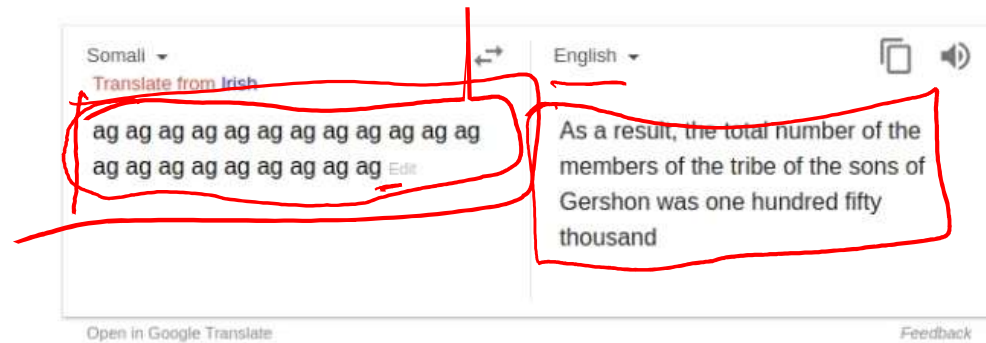 Somali
English
Translate from Irish
ag ag ag ag ag ag ag ag ag ag ag ag
ag ag ag ag ag ag ag ag ag Edit
As a result, the total number of the
members of the tribe of the sons of
Gershon was one hundred fifty
thousand
Open in Google Translate
Feedback